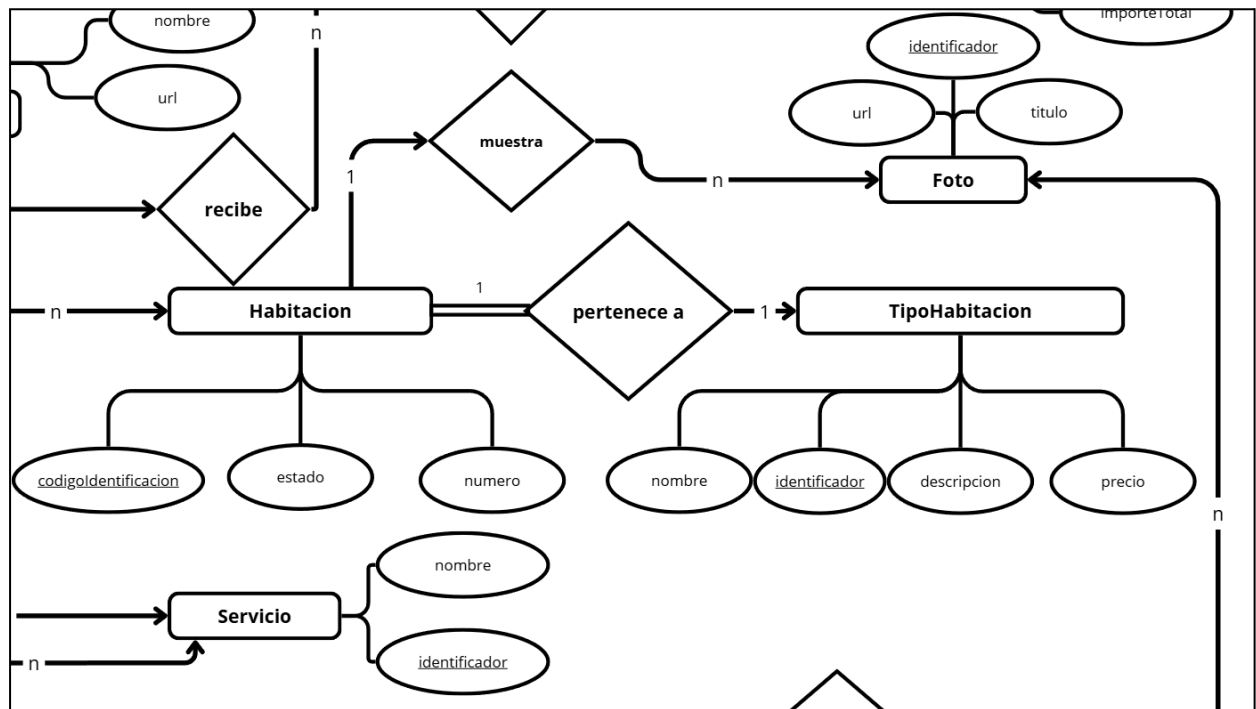 nombre
n
importeTotal
identificador
url
url
titulo
muestra
1
n
Foto
recibe
n
Habitacion
1
pertenece a
1
TipoHabitacion
codigoIdentificacion
estado
numero
nombre
identificador
descripcion
precio
n
nombre
Servicio
n
identificador